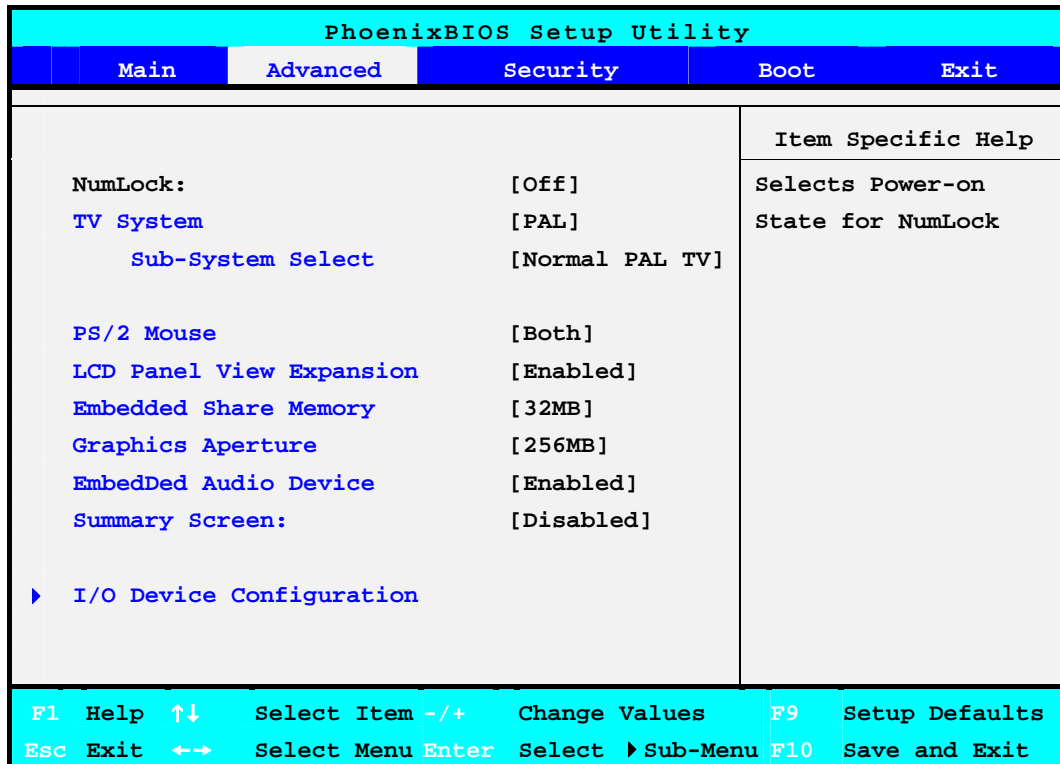 PhoenixBIOS Setup Utility
Main Advanced Security Boot Exit
Item Specific Help
NumLock: [Off] Selects Power-on
TV System [PAL] State for NumLock
Sub-System Select [Normal PAL TV]
PS/2 Mouse [Both]
LCD Panel View Expansion [Enabled]
Embedded Share Memory [32MB]
Graphics Aperture [256MB]
EmbedDed Audio Device [Enabled]
Summary Screen: [Disabled]
I/O Device Configuration
F1 Help ↑↓ Select Item -/+ Change Values F9 Setup Defaults
Esc Exit ←→ Select Menu Enter Select ▶ Sub-Menu F10 Save and Exit